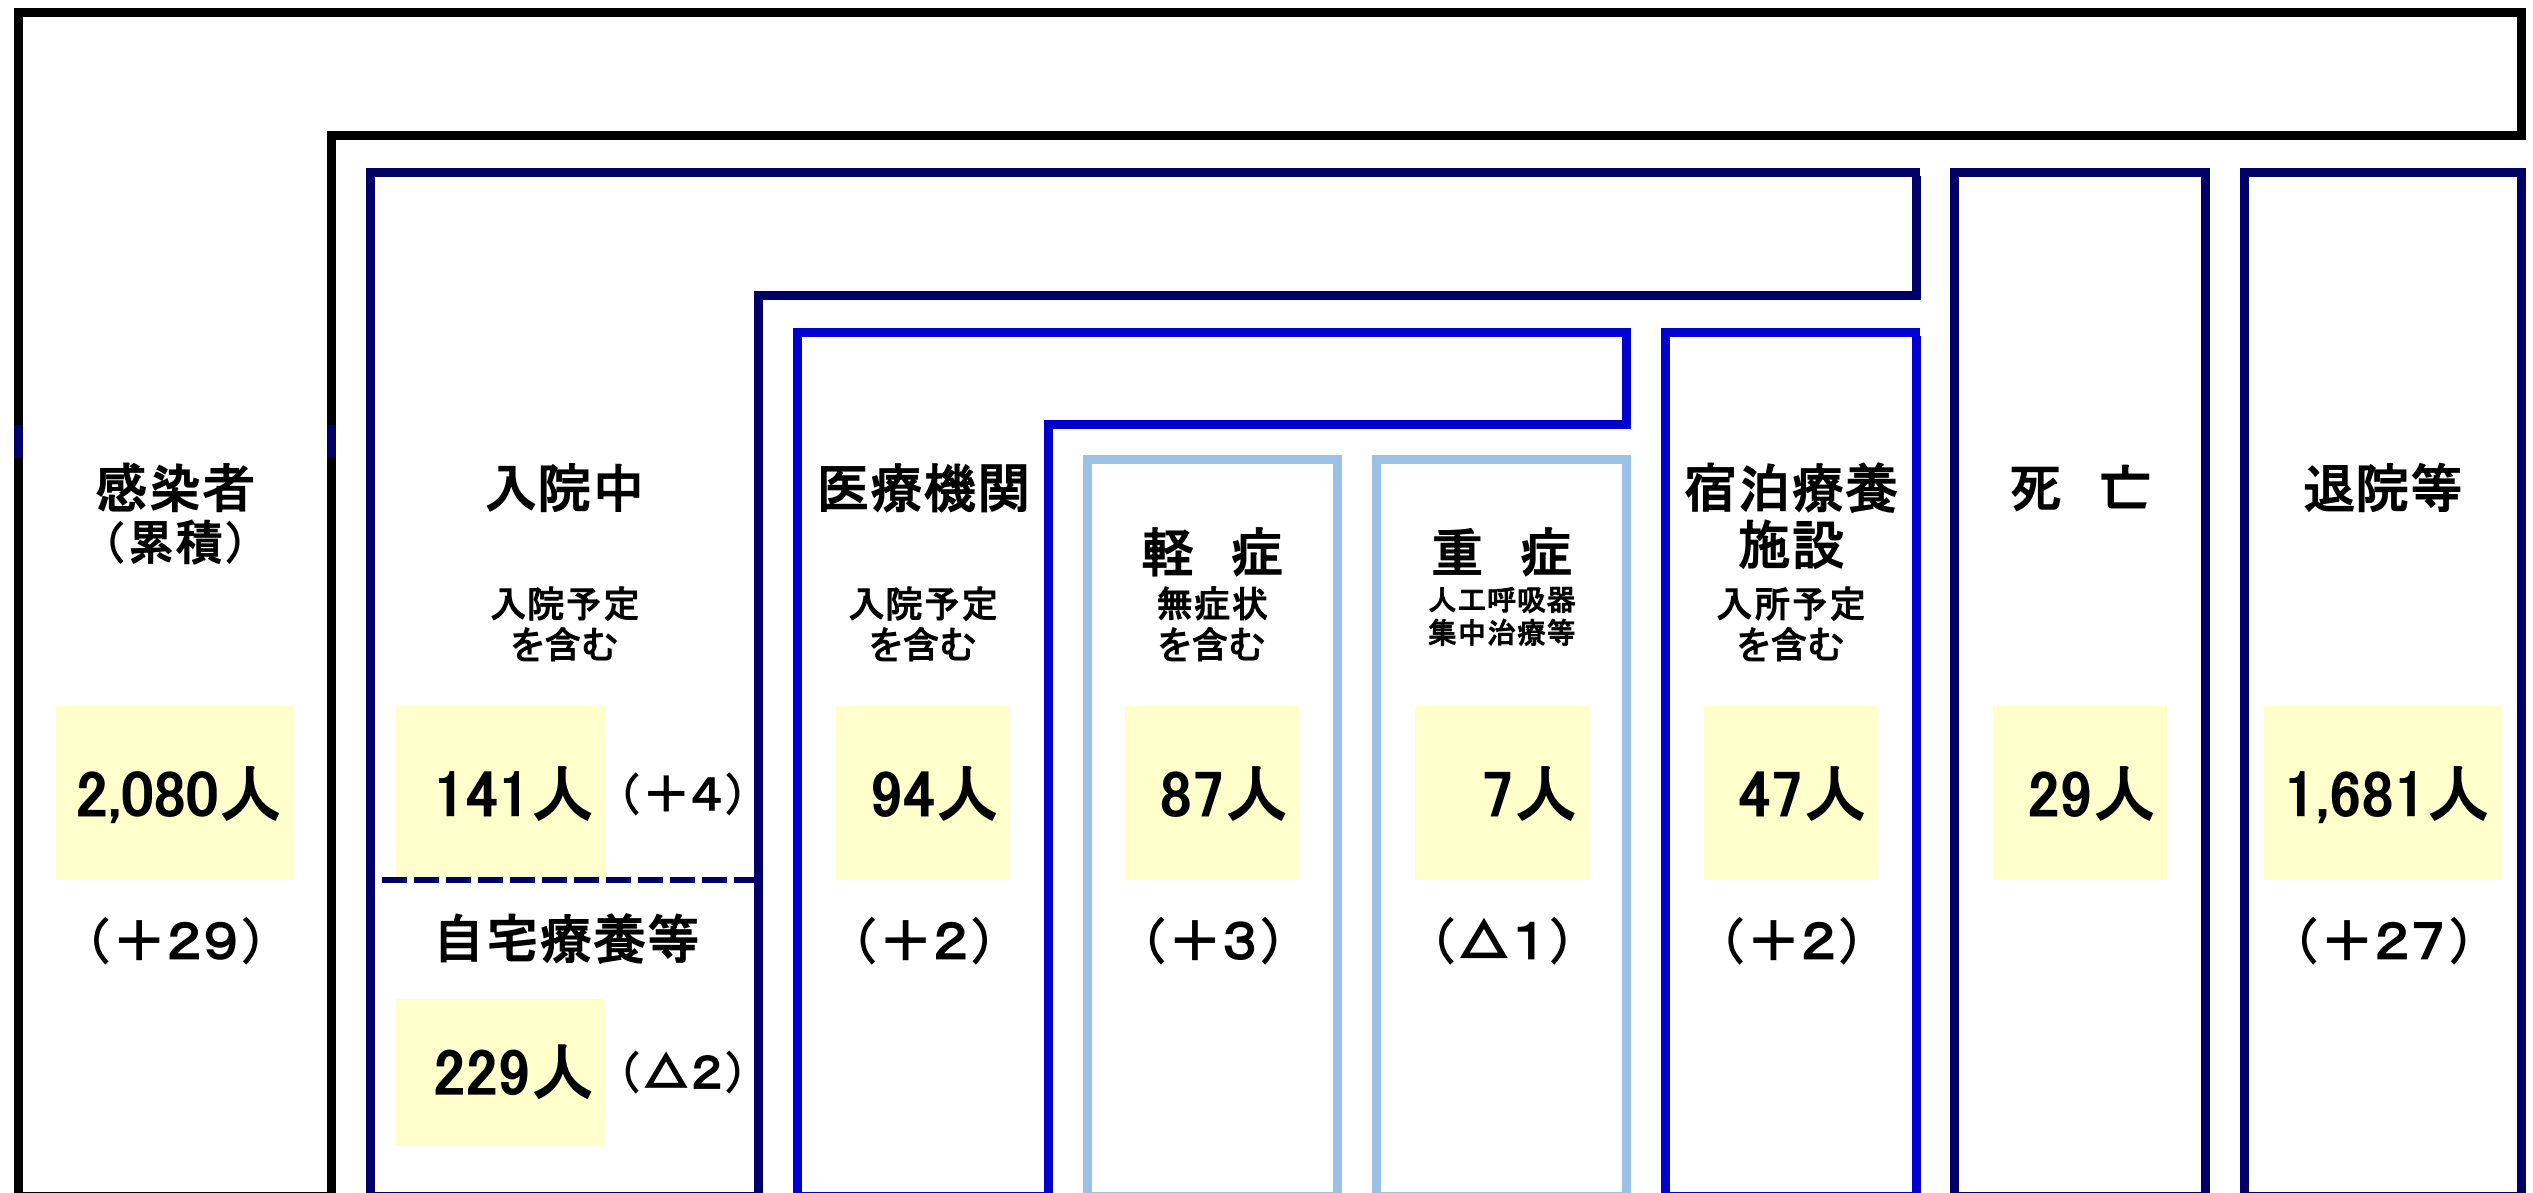 感染者
（累積）
2,080人
（＋29）
入院中
入院予定
を含む
141人（＋4）
自宅療養等
229人（△2）
医療機関
入院予定
を含む
94人
（＋2）
軽　症
無症状
を含む
87人
（＋3）
重　症
人工呼吸器
集中治療等
7人
（△1）
宿泊療養
施設
入所予定
を含む
47人
（＋2）
死　亡
29人
退院等
1,681人
（＋27）